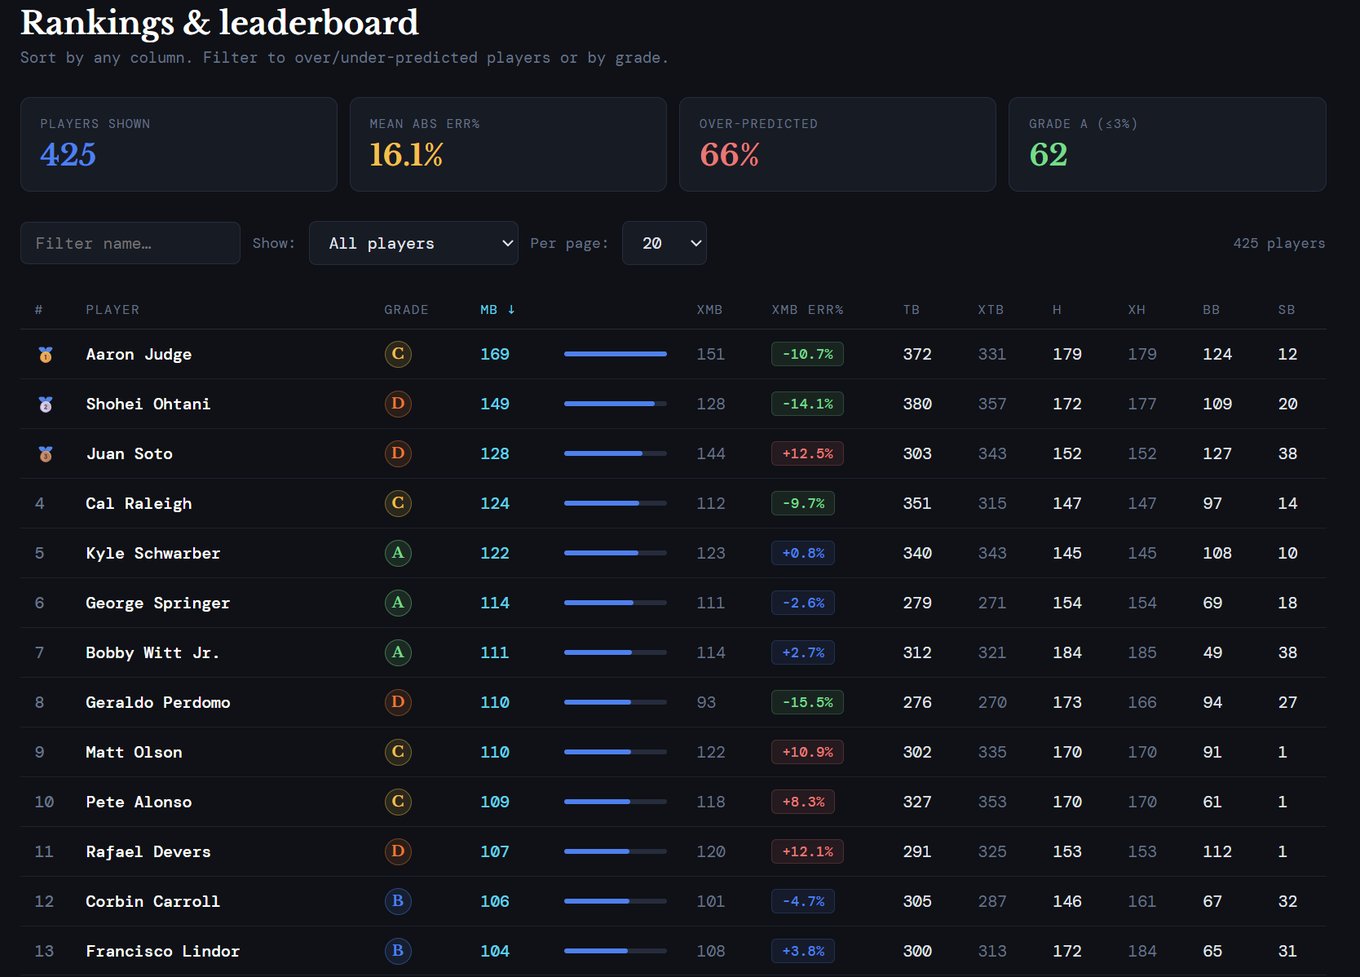 Rankings & leaderboard
Sort by any column. Filter to over/under-predicted players or by grade.
PLAYERS SHOWN MEAN ABS ERR% OVER-PREDICTED GRADE A (≤3%)
425 16.1% 66% 62
Filter name… Show: All players Per page: 20 425 players
# PLAYER GRADE MB ↓ XMB XMB ERR% TB XTB H XH BB SB
1 Aaron Judge C 169 151 -10.7% 372 331 179 179 124 12
2 Shohei Ohtani D 149 128 -14.1% 380 357 172 177 109 20
3 Juan Soto D 128 144 +12.5% 303 343 152 152 127 38
4 Cal Raleigh C 124 112 -9.7% 351 315 147 147 97 14
5 Kyle Schwarber A 122 123 +0.8% 340 343 145 145 108 10
6 George Springer A 114 111 -2.6% 279 271 154 154 69 18
7 Bobby Witt Jr. A 111 114 +2.7% 312 321 184 185 49 38
8 Geraldo Perdomo D 110 93 -15.5% 276 270 173 166 94 27
9 Matt Olson C 110 122 +10.9% 302 335 170 170 91 1
10 Pete Alonso C 109 118 +8.3% 327 353 170 170 61 1
11 Rafael Devers D 107 120 +12.1% 291 325 153 153 112 1
12 Corbin Carroll B 106 101 -4.7% 305 287 146 161 67 32
13 Francisco Lindor B 104 108 +3.8% 300 313 172 184 65 31